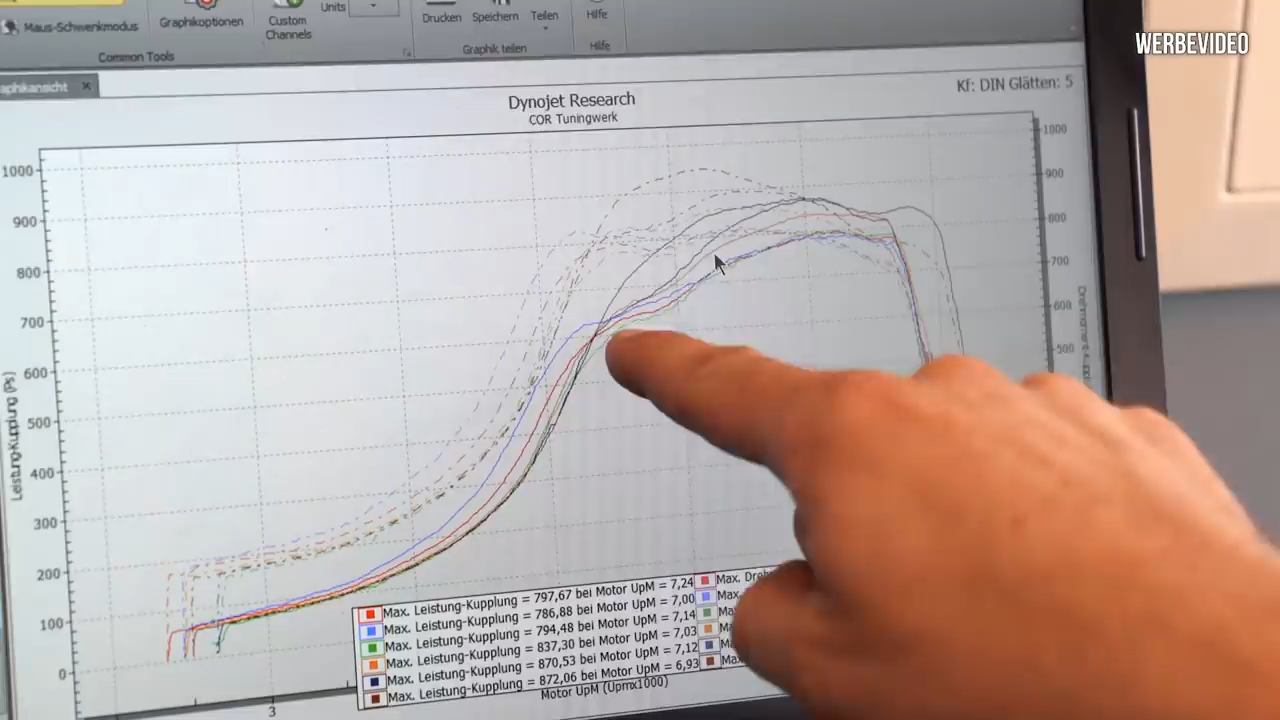 WERBEVIDEO
Maus-Schwenkmodus
Graphikoptionen
Custom
Channels
Units
Drucken
Speichern
Teilen
Hilfe
Common Tools
Graphik teilen
Hilfe
Kf: DIN Glätten: 5
Dynojet Research
COR Tuningwerk
1000
900
800
700
600
500
400
300
200
100
0
Leistung-Kupplung (Ps)
1000
900
800
700
600
500
Max. Leistung-Kupplung = 797,67 bei Motor UpM = 7,24
Max. Leistung-Kupplung = 786,88 bei Motor UpM = 7,00
Max. Leistung-Kupplung = 794,48 bei Motor UpM = 7,14
Max. Leistung-Kupplung = 837,30 bei Motor UpM = 7,03
Max. Leistung-Kupplung = 870,53 bei Motor UpM = 7,12
Max. Leistung-Kupplung = 872,06 bei Motor UpM = 6,93
Max.
Max.
Max.
Max.
Max.
3
Motor UpM (Upmx1000)